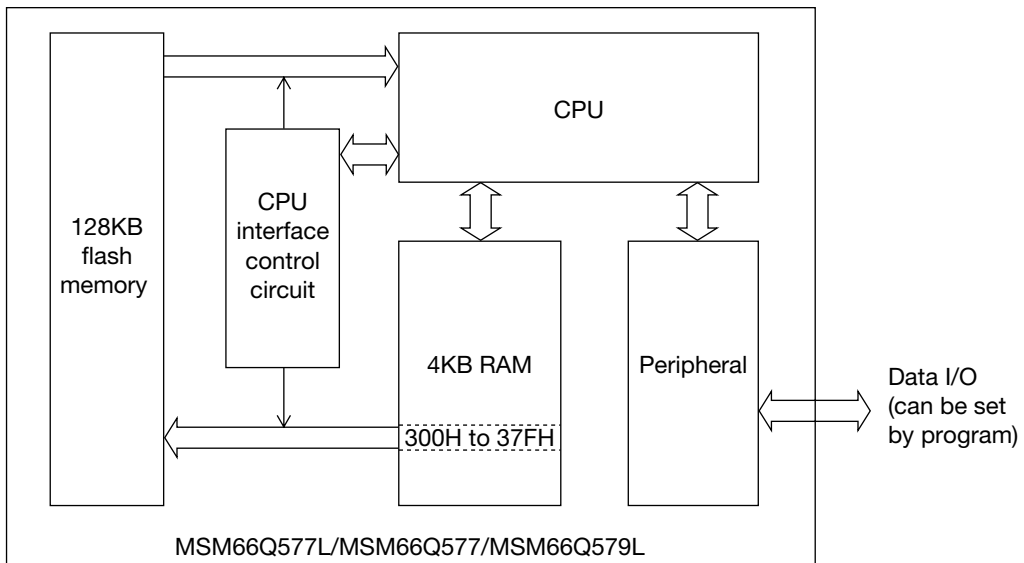 CPU
128KB
flash
memory
CPU
interface
control
circuit
4KB RAM
300H to 37FH
Peripheral
Data I/O
(can be set
by program)
MSM66Q577L/MSM66Q577/MSM66Q579L